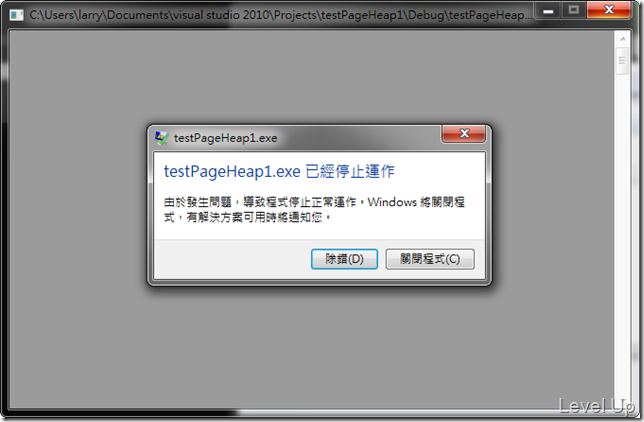 C:\Users\larry\Documents\visual studio 2010\Projects\testPageHeap1\Debug\testPageHeap...
testPageHeap1.exe
testPageHeap1.exe 已經停止運作
由於發生問題，導致程式停止正常運作。Windows 將關閉程
式，有解決方案可用時將通知您。
除錯(D)
關閉程式(C)
Level Up